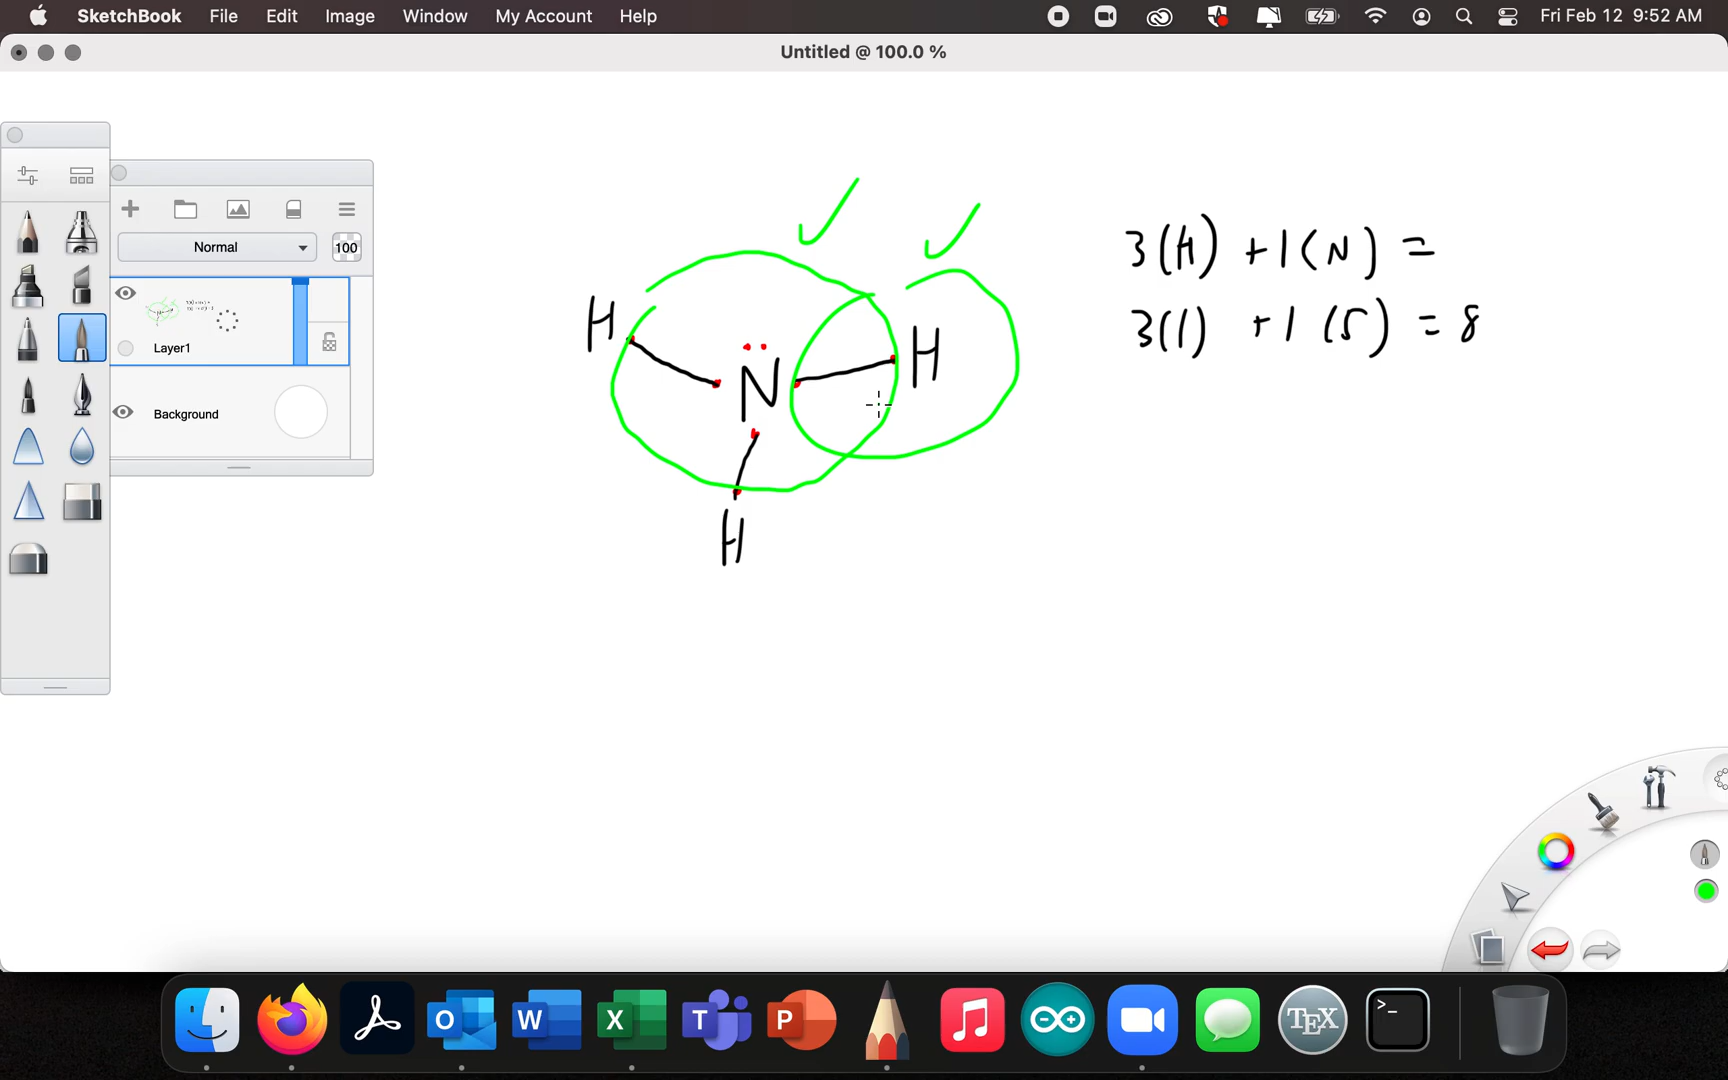 SketchBook File Edit Image Window My Account Help Fri Feb 12 9:52 AM
Untitled @ 100.0 %
Normal 100
Layer1
Background
H N H
H
3(H) +1(N) =
3(1) +1(5) = 8
O W X T P TEX >_